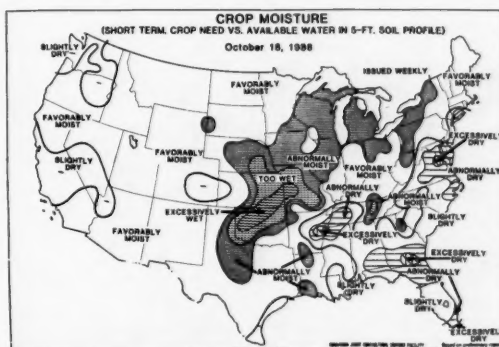 CROP MOISTURE
(SHORT TERM, CROP NEED VS. AVAILABLE WATER IN 5-FT. SOIL PROFILE)
October 15, 1988
ISSUED WEEKLY
SLIGHTLY
DRY
FAVORABLY
MOIST
FAVORABLY
MOIST
FAVORABLY
MOIST
SLIGHTLY
DRY
FAVORABLY
MOIST
FAVORABLY
MOIST
EXCESSIVELY
WET
TOO WET
ABNORMALLY
MOIST
FAVORABLY
MOIST
EXCESSIVELY
DRY
ABNORMALLY
DRY
ABNORMALLY
DRY
SLIGHTLY
DRY
EXCESSIVELY
DRY
ABNORMALLY
MOIST
EXCESSIVELY
DRY
ABNORMALLY
DRY
SLIGHTLY
DRY
SLIGHTLY
DRY
EXCESSIVELY
DRY